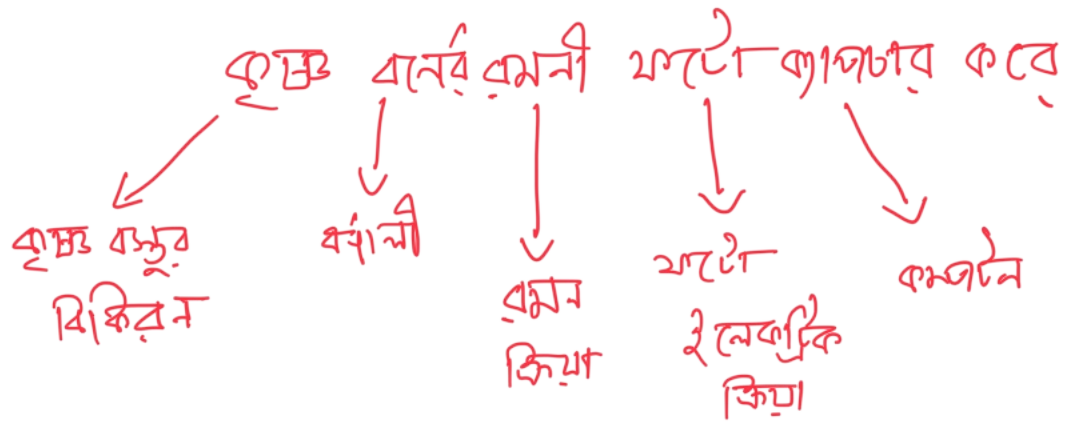 কৃষ্ণ বর্নের রমনী ফটো ক্যাপচার করে
কৃষ্ণ বস্তুর
বিকিরন
বর্ণালী
রমন
ক্রিয়া
ফটো
ইলেকট্রিক
ক্রিয়া
কম্পটন